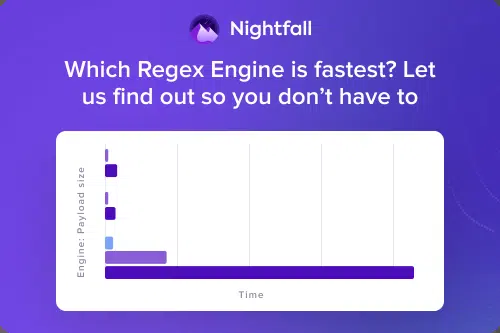 Nightfall
Which Regex Engine is fastest? Let
us find out so you don’t have to
Engine: Payload size
Time